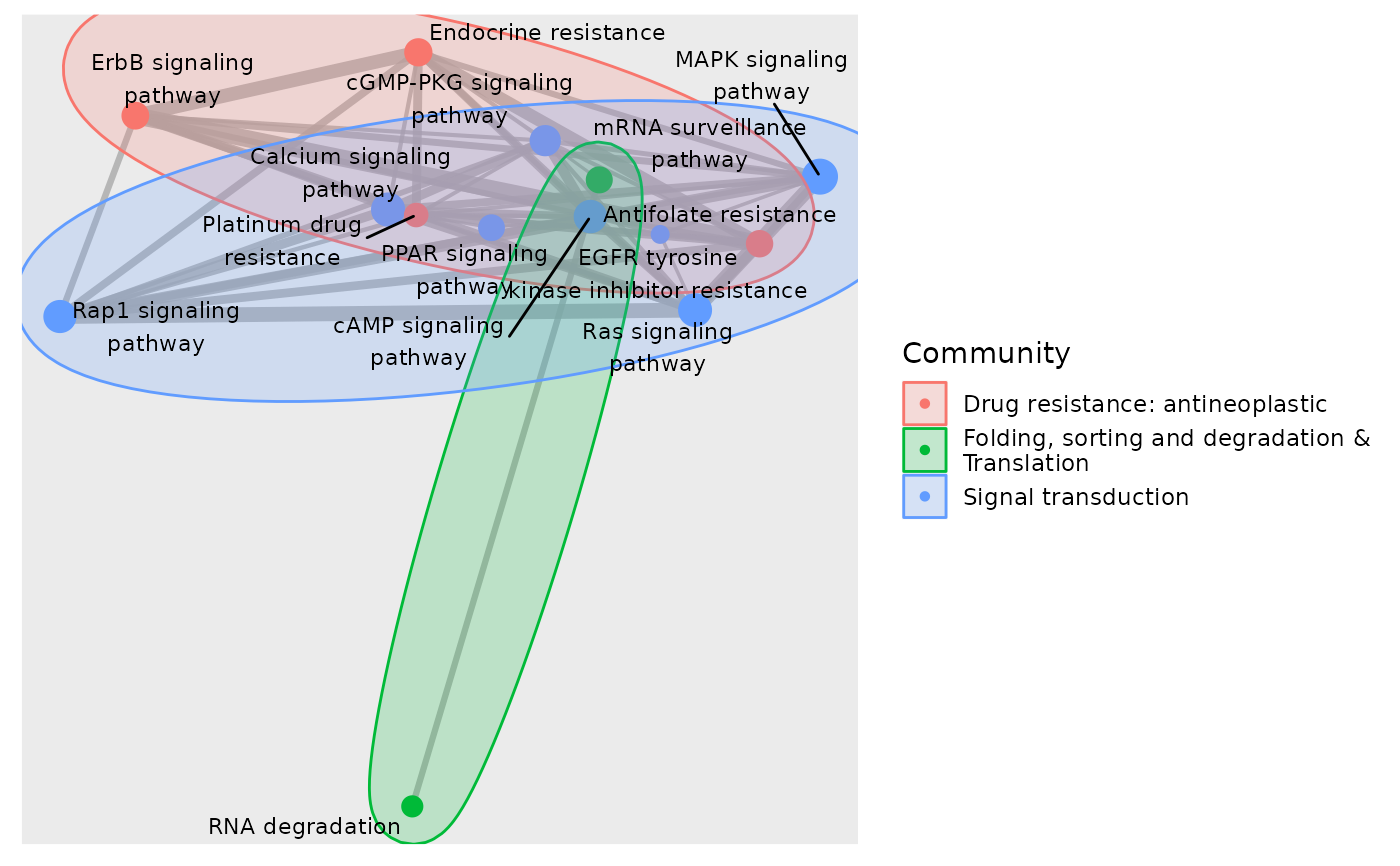 Endocrine resistance
ErbB signaling
pathway
MAPK signaling
pathway
cGMP-PKG signaling
pathway
mRNA surveillance
pathway
Calcium signaling
pathway
Platinum drug
resistance
Antifolate resistance
PPAR signaling
pathway
EGFR tyrosine
kinase inhibitor resistance
Rap1 signaling
pathway
cAMP signaling
pathway
Ras signaling
pathway
RNA degradation
Community
Drug resistance: antineoplastic
Folding, sorting and degradation &
Translation
Signal transduction